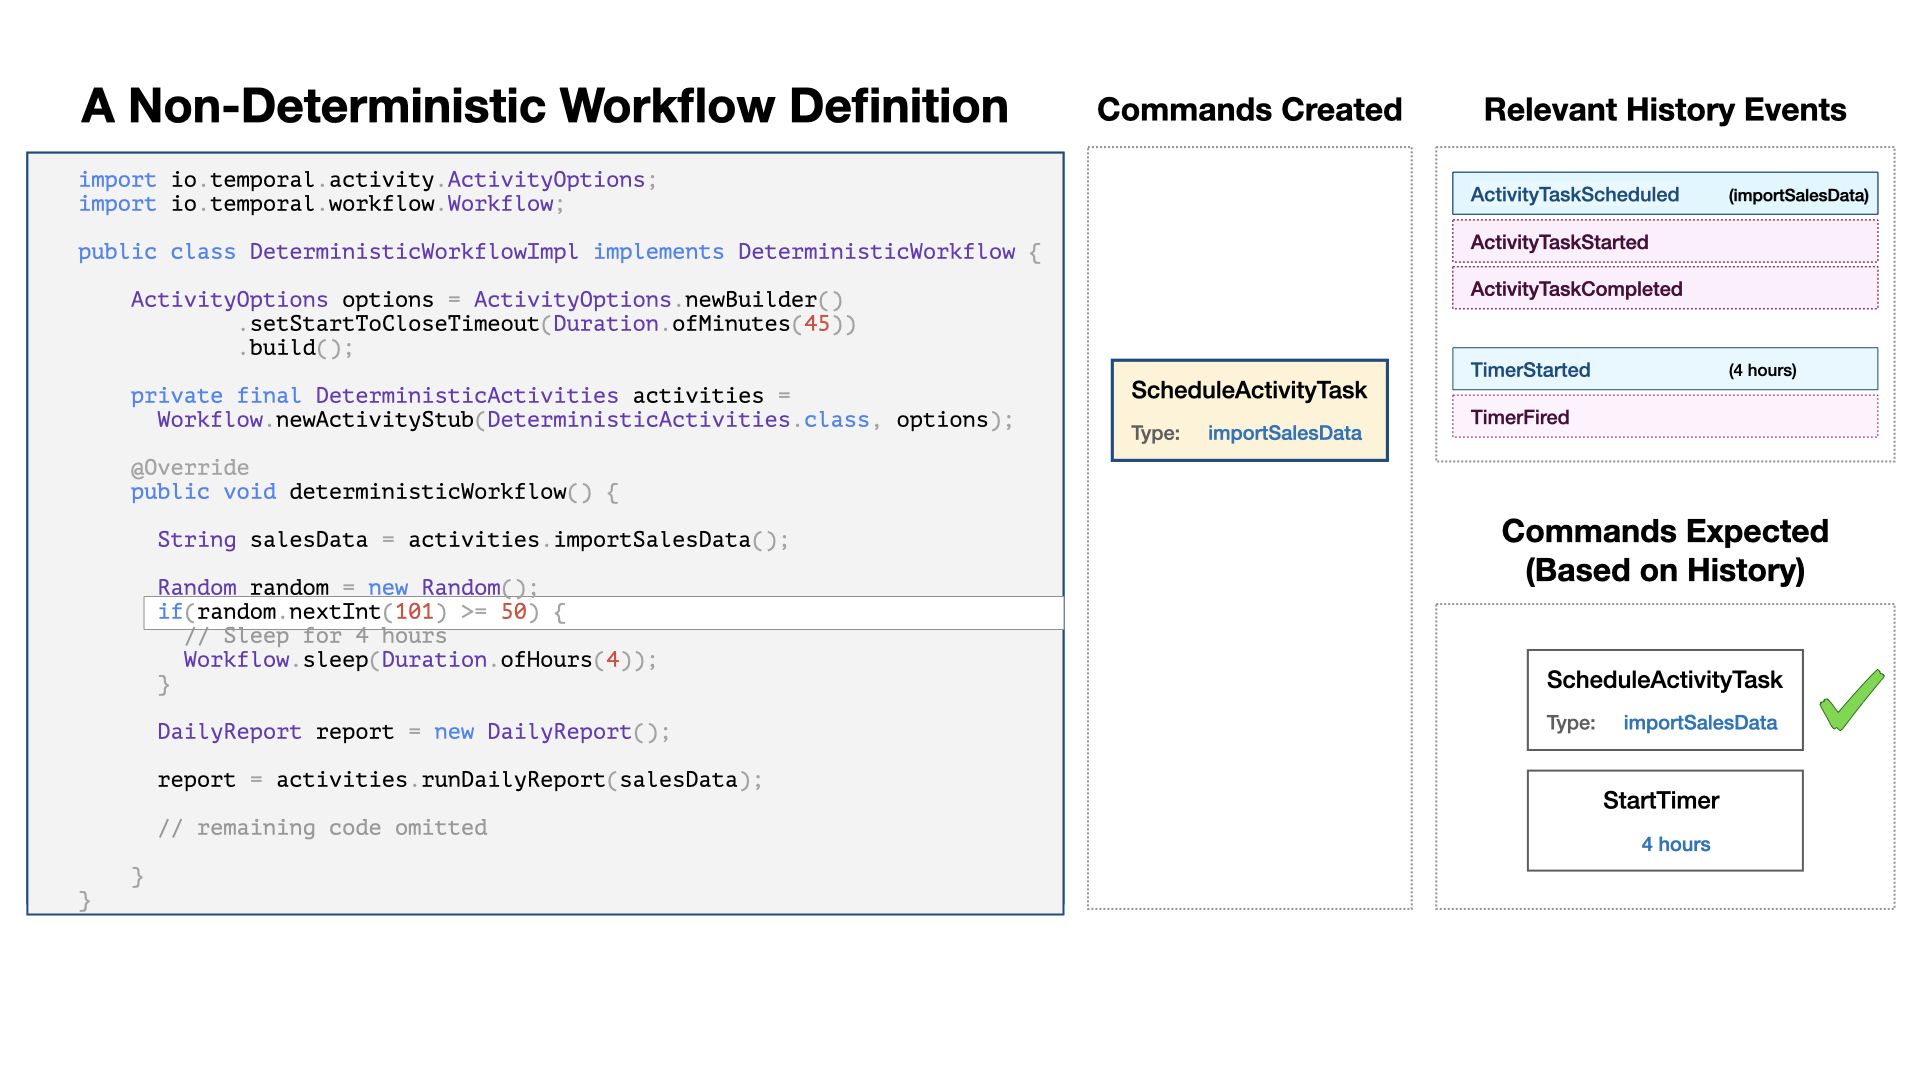 A Non-Deterministic Workflow Definition
import io.temporal.activity.ActivityOptions;
import io.temporal.workflow.Workflow;
public class DeterministicWorkflowImpl implements DeterministicWorkflow {
ActivityOptions options = ActivityOptions.newBuilder()
.setStartToCloseTimeout(Duration.ofMinutes(45))
.build();
private final DeterministicActivities activities =
Workflow.newActivityStub(DeterministicActivities.class, options);
@Override
public void deterministicWorkflow() {
String salesData = activities.importSalesData();
Random random = new Random();
if(random.nextInt(101) >= 50) {
// Sleep for 4 hours
Workflow.sleep(Duration.ofHours(4));
}
DailyReport report = new DailyReport();
report = activities.runDailyReport(salesData);
// remaining code omitted
}
}
Commands Created
ScheduleActivityTask
Type: importSalesData
Relevant History Events
ActivityTaskScheduled (importSalesData)
ActivityTaskStarted
ActivityTaskCompleted
TimerStarted (4 hours)
TimerFired
Commands Expected
(Based on History)
ScheduleActivityTask
Type: importSalesData
StartTimer
4 hours